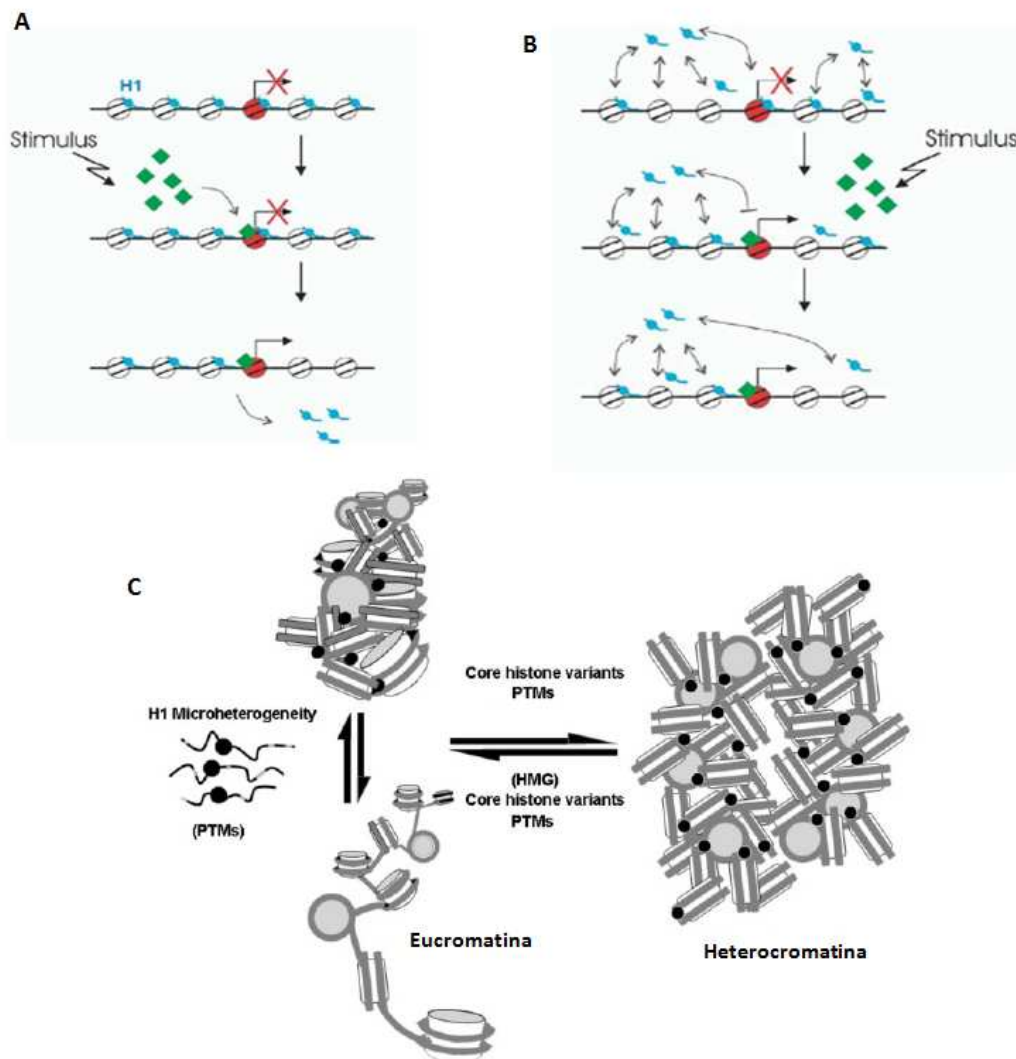 A
H1
Stimulus
B
Stimulus
C
H1 Microheterogeneity
(PTMs)
Core histone variants
PTMs
(HMG)
Core histone variants
PTMs
Eucromatina
Heterocromatina